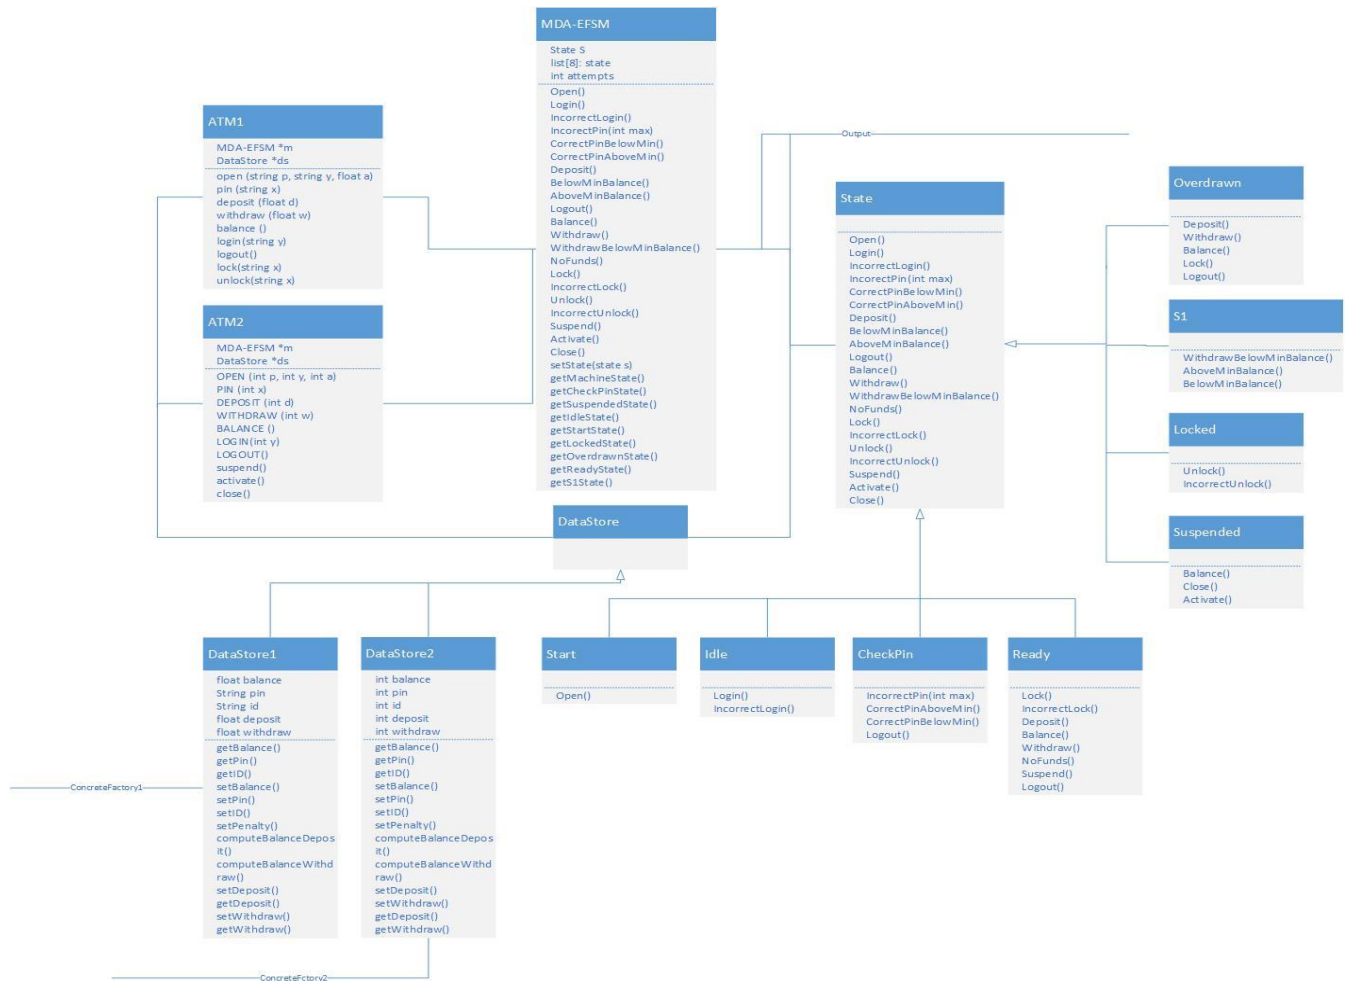 MDA-EFSM
State S
list[8]: state
int attempts
Open()
Login()
IncorrectLogin()
IncorectPin(int max)
CorrectPinBelowMin()
CorrectPinAboveMin()
Deposit()
BelowMinBalance()
AboveMinBalance()
Logout()
Balance()
Withdraw()
WithdrawBelowMinBalance()
NoFunds()
Lock()
IncorrectLock()
Unlock()
IncorrectUnlock()
Suspend()
Activate()
Close()
setState(state s)
getMachineState()
getCheckPinState()
getSuspendedState()
getIdleState()
getStartState()
getLockedState()
getOverdrawnState()
getReadyState()
getS1State()
ATM1
MDA-EFSM *m
DataStore *ds
open (string p, string y, float a)
pin (string x)
deposit (float d)
withdraw (float w)
balance ()
login(string y)
logout()
lock(string x)
unlock(string x)
ATM2
MDA-EFSM *m
DataStore *ds
OPEN (int p, int y, int a)
PIN (int x)
DEPOSIT (int d)
WITHDRAW (int w)
BALANCE ()
LOGIN(int y)
LOGOUT()
suspend()
activate()
close()
Output
State
Open()
Login()
IncorrectLogin()
IncorectPin(int max)
CorrectPinBelowMin()
CorrectPinAboveMin()
Deposit()
BelowMinBalance()
AboveMinBalance()
Logout()
Balance()
Withdraw()
WithdrawBelowMinBalance()
NoFunds()
Lock()
IncorrectLock()
Unlock()
IncorrectUnlock()
Suspend()
Activate()
Close()
Overdrawn
Deposit()
Withdraw()
Balance()
Lock()
Logout()
S1
WithdrawBelowMinBalance()
AboveMinBalance()
BelowMinBalance()
Locked
Unlock()
IncorrectUnlock()
Suspended
Balance()
Close()
Activate()
DataStore
DataStore1
float balance
String pin
String id
float deposit
float withdraw
getBalance()
getPin()
getID()
setBalance()
setPin()
setID()
setPenalty()
computeBalanceDepos
it()
computeBalanceWithd
raw()
setDeposit()
getDeposit()
setWithdraw()
getWithdraw()
DataStore2
int balance
int pin
int id
int deposit
int withdraw
getBalance()
getPin()
getID()
setBalance()
setPin()
setID()
setPenalty()
computeBalanceDepos
it()
computeBalanceWithd
raw()
setDeposit()
setWithdraw()
getDeposit()
getWithdraw()
Start
Open()
Idle
Login()
IncorrectLogin()
CheckPin
IncorrectPin(int max)
CorrectPinAboveMin()
CorrectPinBelowMin()
Logout()
Ready
Lock()
IncorrectLock()
Deposit()
Balance()
Withdraw()
NoFunds()
Suspend()
Logout()
ConcreteFactory1
ConcreteFctory2